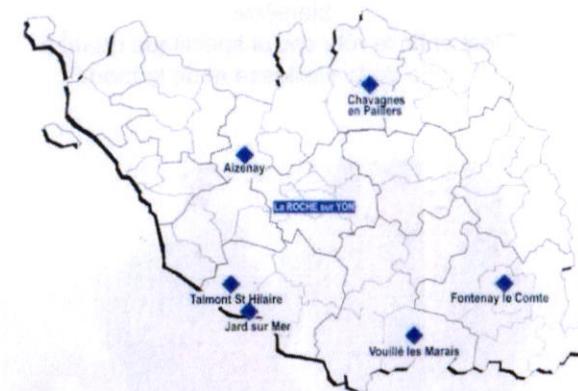 Chavagnes
en Paillers
Aizenay
La ROCHE sur YON
Talmont St Hilaire
Jard sur Mer
Fontenay le Comte
Vouillé les Marais